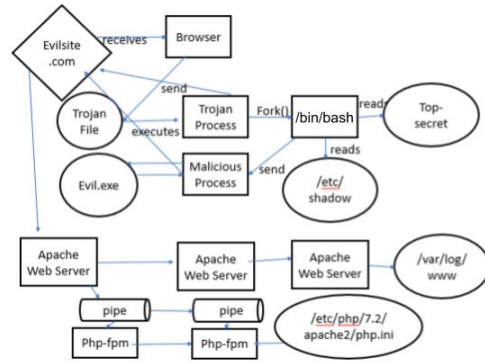 Evilsite
.com
receives
Browser
send
Trojan
File
executes
Trojan
Process
Fork()
/bin/bash
reads
Top-
secret
Evil.exe
Malicious
Process
send
reads
/etc/
shadow
Apache
Web Server
Apache
Web Server
Apache
Web Server
/var/log/
www
pipe
pipe
Php-fpm
Php-fpm
/etc/php/7.2/
apache2/php.ini